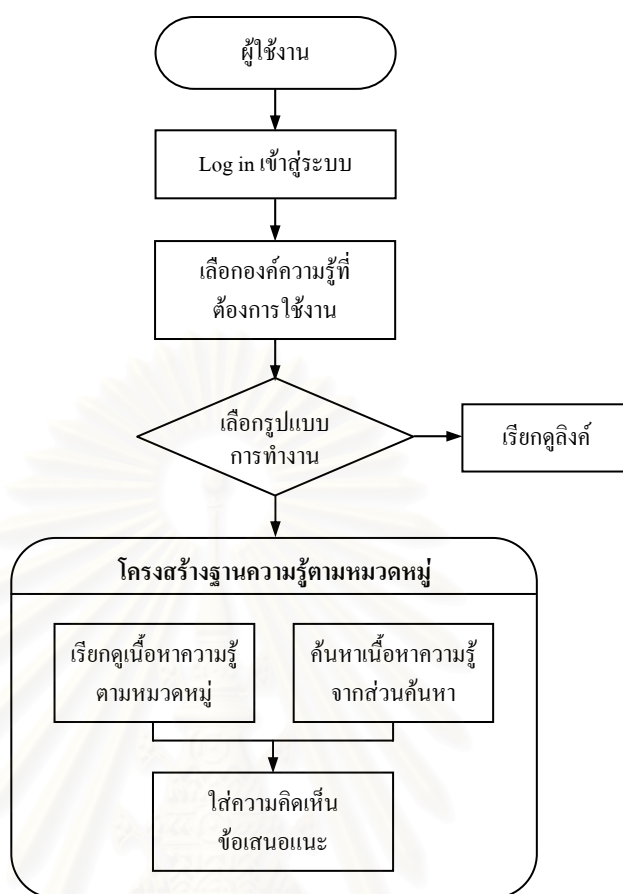 ผู้ใช้งาน
Log in เข้าสู่ระบบ
เลือกองค์ความรู้ที่
ต้องการใช้งาน
เลือกรูปแบบ
การทำงาน
เรียกดูลิงค์
โครงสร้างฐานความรู้ตามหมวดหมู่
เรียกดูเนื้อหาความรู้
ตามหมวดหมู่
ค้นหาเนื้อหาความรู้
จากส่วนค้นหา
ใส่ความคิดเห็น
ข้อเสนอแนะ